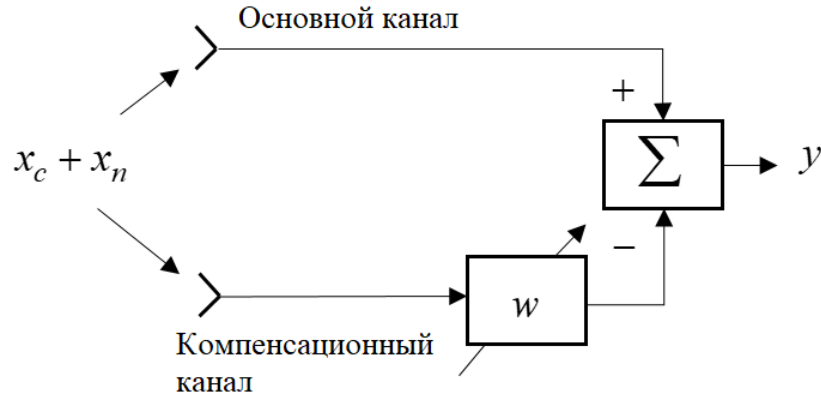 Основной канал
+
x_c + x_n
Σ
y
−
w
Компенсационный
канал